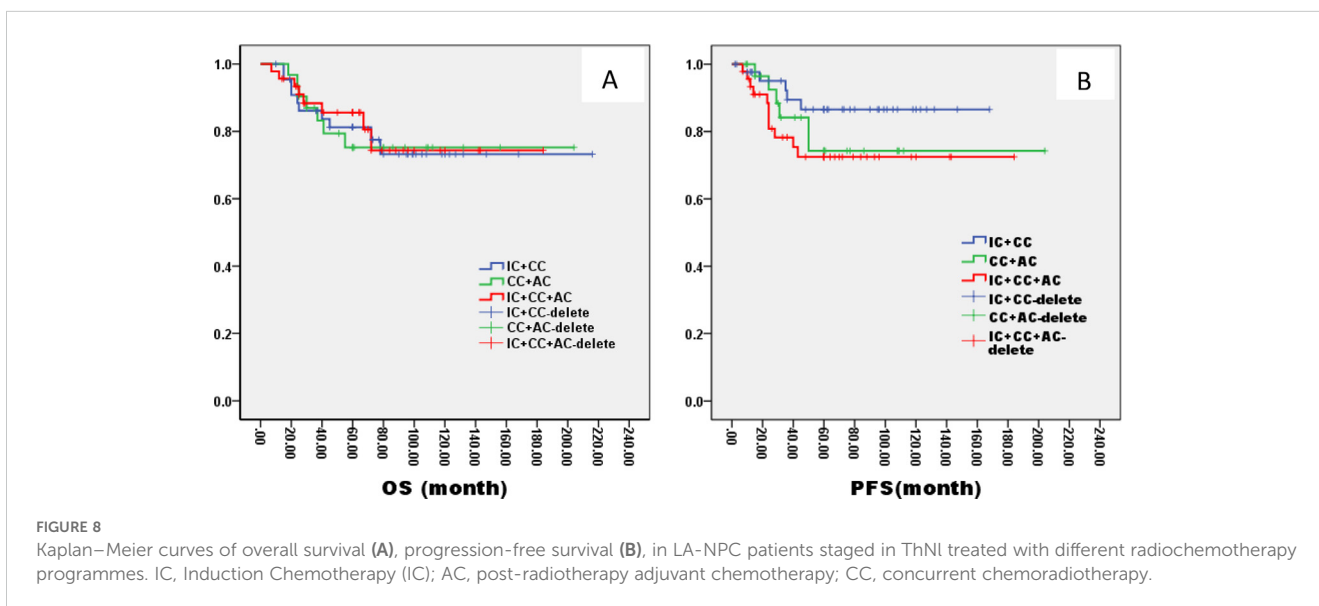 A
1.0
0.8
0.6
0.4
0.2
0.0
IC+CC
CC+AC
IC+CC+AC
IC+CC-delete
CC+AC-delete
IC+CC+AC-delete
.00
20.00
40.00
60.00
80.00
100.00
120.00
140.00
160.00
180.00
200.00
220.00
240.00
OS (month)
B
1.0
0.8
0.6
0.4
0.2
0.0
IC+CC
CC+AC
IC+CC+AC
IC+CC-delete
CC+AC-delete
IC+CC+AC-
delete
.00
20.00
40.00
60.00
80.00
100.00
120.00
140.00
160.00
180.00
200.00
220.00
240.00
PFS(month)
FIGURE 8
Kaplan–Meier curves of overall survival (A), progression-free survival (B), in LA-NPC patients staged in ThNl treated with different radiochemotherapy
programmes. IC, Induction Chemotherapy (IC); AC, post-radiotherapy adjuvant chemotherapy; CC, concurrent chemoradiotherapy.